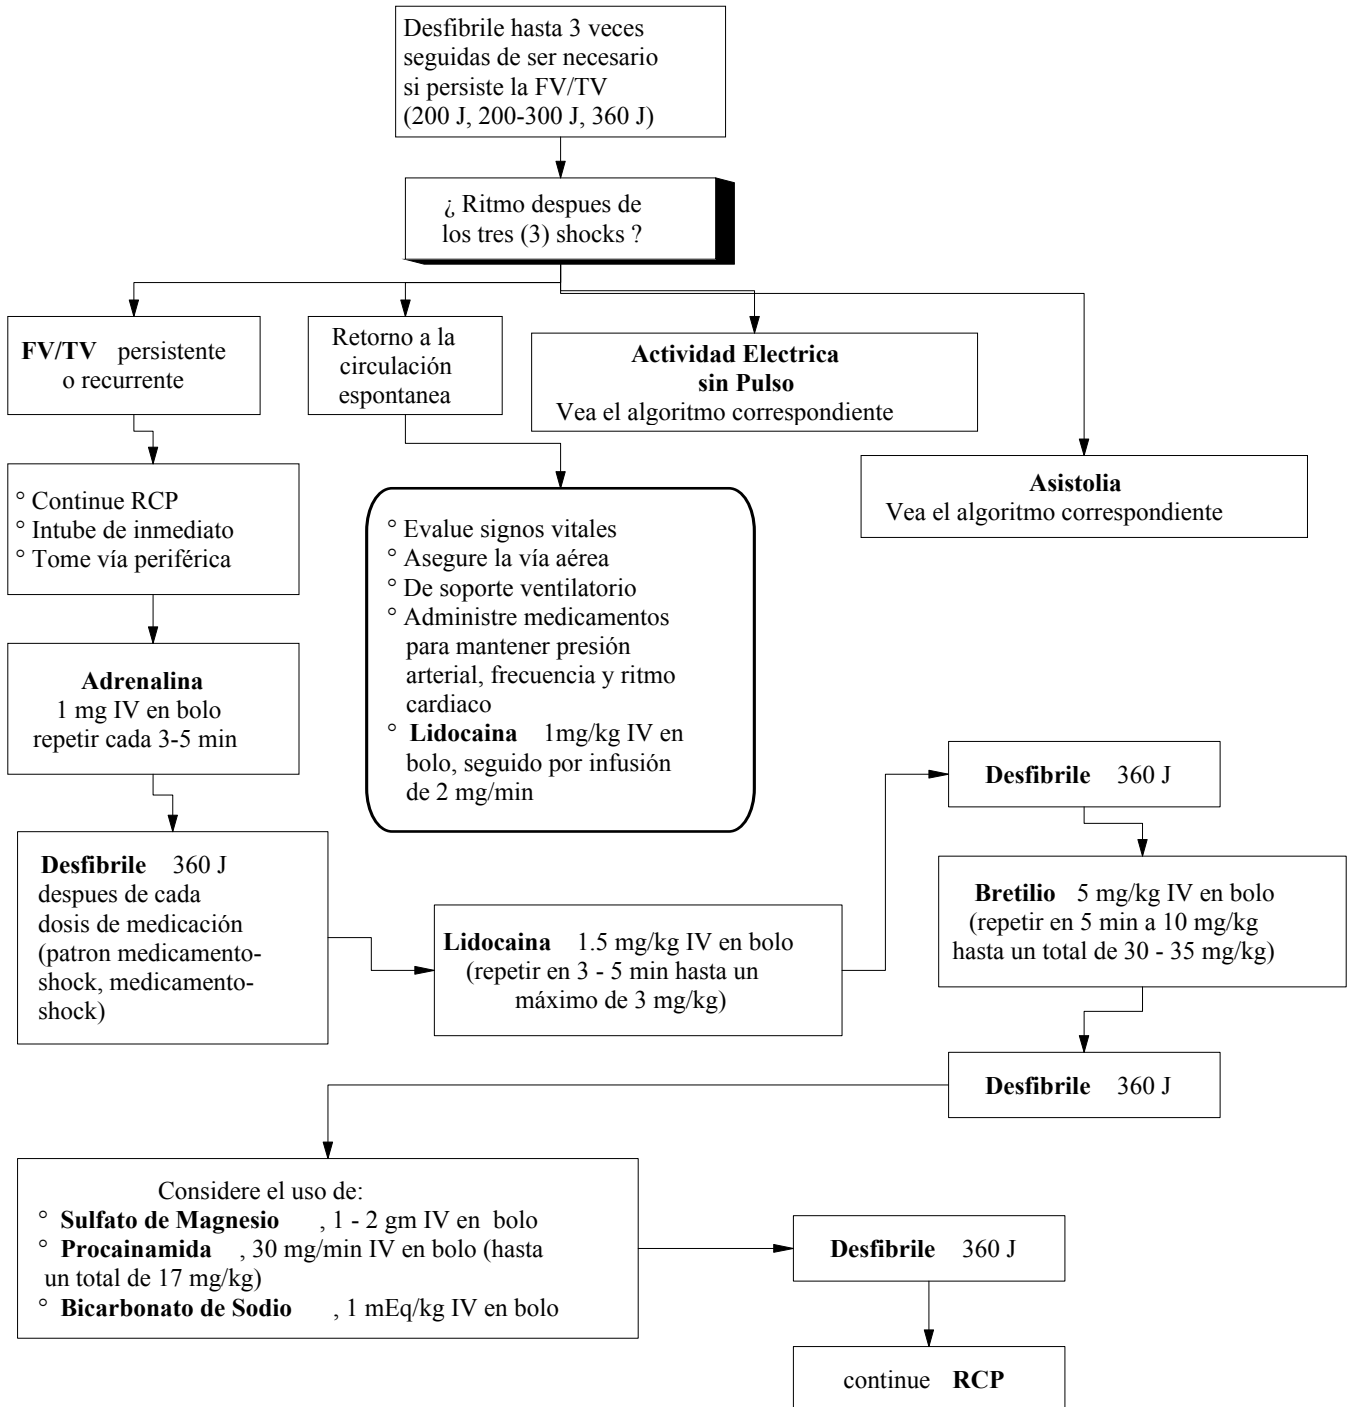 Desfibrile hasta 3 veces
seguidas de ser necesario
si persiste la FV/TV
(200 J, 200-300 J, 360 J)
¿ Ritmo despues de
los tres (3) shocks ?
FV/TV persistente
o recurrente
Retorno a la
circulación
espontanea
Actividad Electrica
sin Pulso
Vea el algoritmo correspondiente
Asistolia
Vea el algoritmo correspondiente
° Continue RCP
° Intube de inmediato
° Tome vía periférica
° Evalue signos vitales
° Asegure la vía aérea
° De soporte ventilatorio
° Administre medicamentos
para mantener presión
arterial, frecuencia y ritmo
cardiaco
° Lidocaina 1mg/kg IV en
bolo, seguido por infusión
de 2 mg/min
Adrenalina
1 mg IV en bolo
repetir cada 3-5 min
Desfibrile 360 J
despues de cada
dosis de medicación
(patron medicamento-
shock, medicamento-
shock)
Lidocaina 1.5 mg/kg IV en bolo
(repetir en 3 - 5 min hasta un
máximo de 3 mg/kg)
Desfibrile 360 J
Bretilio 5 mg/kg IV en bolo
(repetir en 5 min a 10 mg/kg
hasta un total de 30 - 35 mg/kg)
Desfibrile 360 J
Considere el uso de:
° Sulfato de Magnesio , 1 - 2 gm IV en bolo
° Procainamida , 30 mg/min IV en bolo (hasta
un total de 17 mg/kg)
° Bicarbonato de Sodio , 1 mEq/kg IV en bolo
Desfibrile 360 J
continue RCP